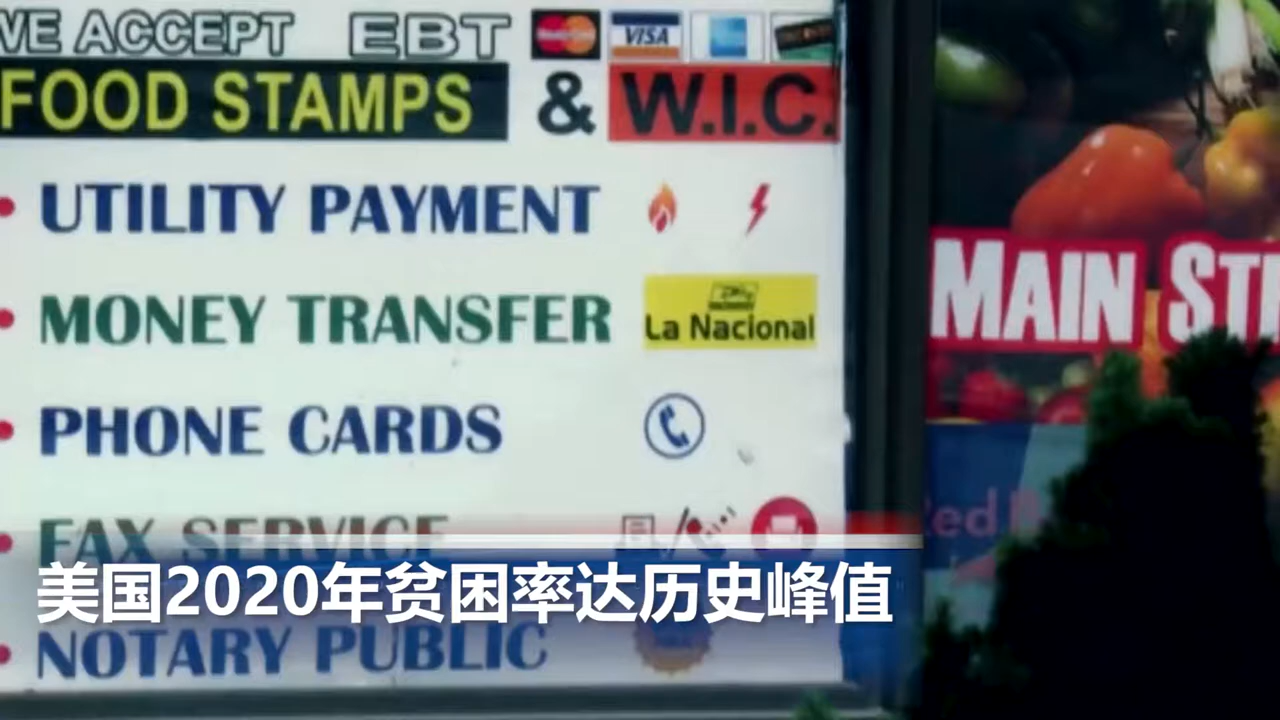 WE ACCEPT EBT MasterCard VISA
FOOD STAMPS & W.I.C.
UTILITY PAYMENT
MONEY TRANSFER La Nacional
PHONE CARDS
FAX SERVICE
NOTARY PUBLIC
MAIN
美国2020年贫困率达历史峰值